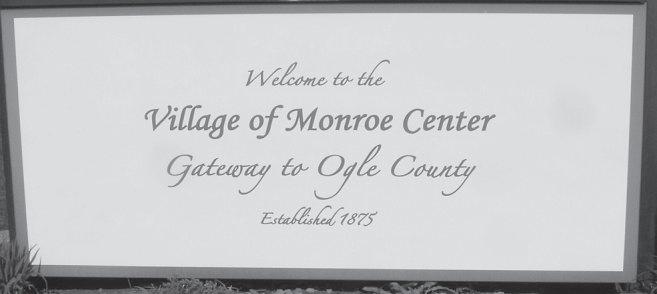 Welcome to the
Village of Monroe Center
Gateway to Ogle County
Established 1875